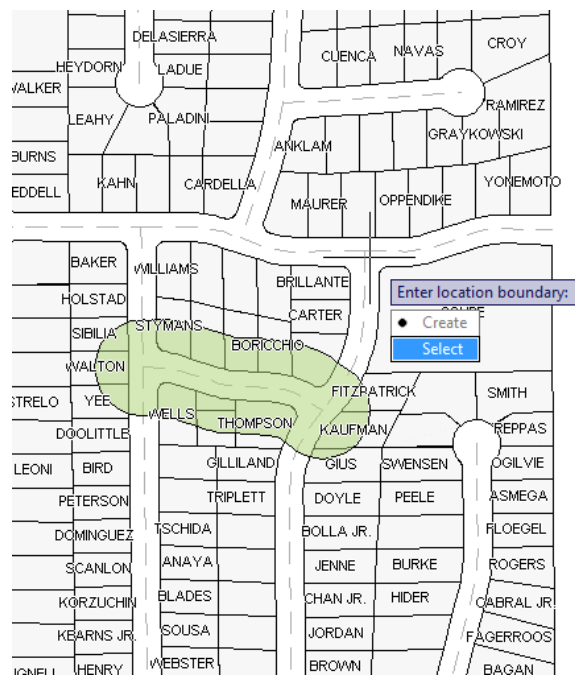 DELASIERRA
CUENCA
NAVAS
CROY
HEYDORN
LADUE
WALKER
RAMIREZ
LEAHY
PALADINI
GRAYKOWSKI
ANKLAM
BURNS
EDDELL
KAHN
CARDELLA
MAURER
OPPENDIKE
YONEMOTO
BAKER
WILLIAMS
BRILLANTE
Enter location boundary:
HOLSTAD
CARTER
Create
SIBILIA
STYMANS
BORICCHIO
Select
WALTON
FITZPATRICK
SMITH
STRELO
YEE
WELLS
THOMPSON
KAUFMAN
REPPAS
DOOLITTLE
LEONI
BIRD
GILLILAND
GIUS
SWENSEN
OGILVIE
PETERSON
TRIPLETT
DOYLE
PEELE
ASMEGA
DOMINGUEZ
TSCHIDA
BOLLA JR.
FLOEGEL
SCANLON
ANAYA
JENNE
BURKE
ROGERS
KORZUCHIN
BLADES
CHAN JR.
HIDER
CABRAL JR.
KEARNS JR.
SOUSA
JORDAN
FAGERROOS
IGNELL
HENRY
WEBSTER
BROWN
BAGAN